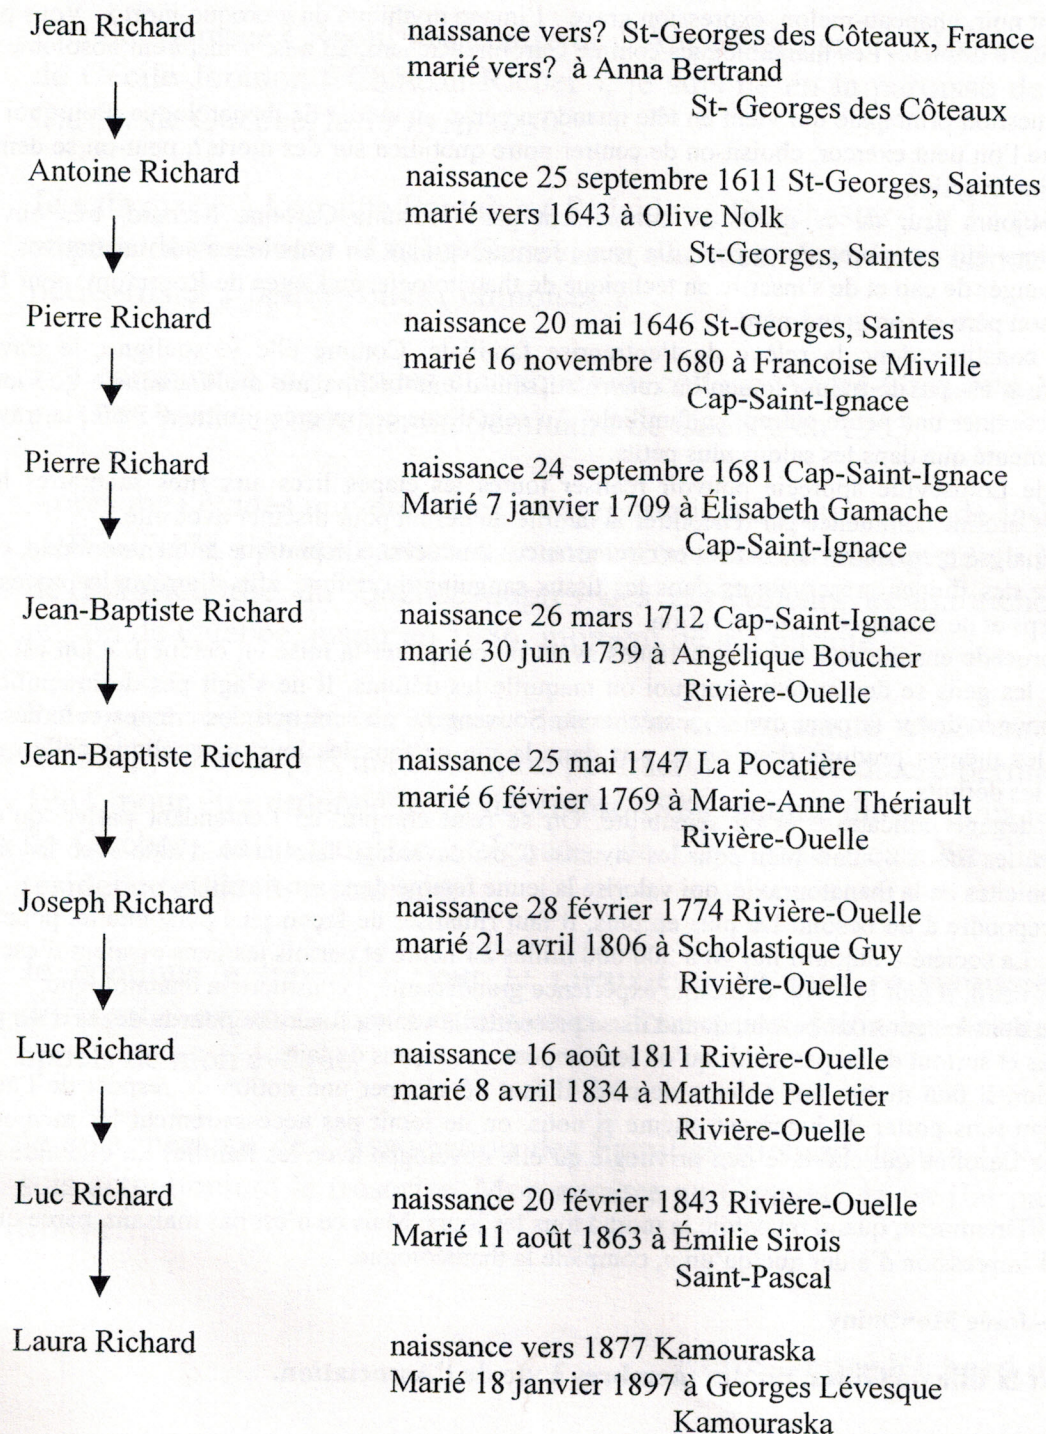 Jean Richard naissance vers? St-Georges des Côteaux, France
marié vers? à Anna Bertrand
St- Georges des Côteaux
Antoine Richard naissance 25 septembre 1611 St-Georges, Saintes
marié vers 1643 à Olive Nolk
St-Georges, Saintes
Pierre Richard naissance 20 mai 1646 St-Georges, Saintes
marié 16 novembre 1680 à Francoise Miville
Cap-Saint-Ignace
Pierre Richard naissance 24 septembre 1681 Cap-Saint-Ignace
Marié 7 janvier 1709 à Élisabeth Gamache
Cap-Saint-Ignace
Jean-Baptiste Richard naissance 26 mars 1712 Cap-Saint-Ignace
marié 30 juin 1739 à Angélique Boucher
Rivière-Ouelle
Jean-Baptiste Richard naissance 25 mai 1747 La Pocatière
marié 6 février 1769 à Marie-Anne Thériault
Rivière-Ouelle
Joseph Richard naissance 28 février 1774 Rivière-Ouelle
marié 21 avril 1806 à Scholastique Guy
Rivière-Ouelle
Luc Richard naissance 16 août 1811 Rivière-Ouelle
marié 8 avril 1834 à Mathilde Pelletier
Rivière-Ouelle
Luc Richard naissance 20 février 1843 Rivière-Ouelle
Marié 11 août 1863 à Émilie Sirois
Saint-Pascal
Laura Richard naissance vers 1877 Kamouraska
Marié 18 janvier 1897 à Georges Lévesque
Kamouraska